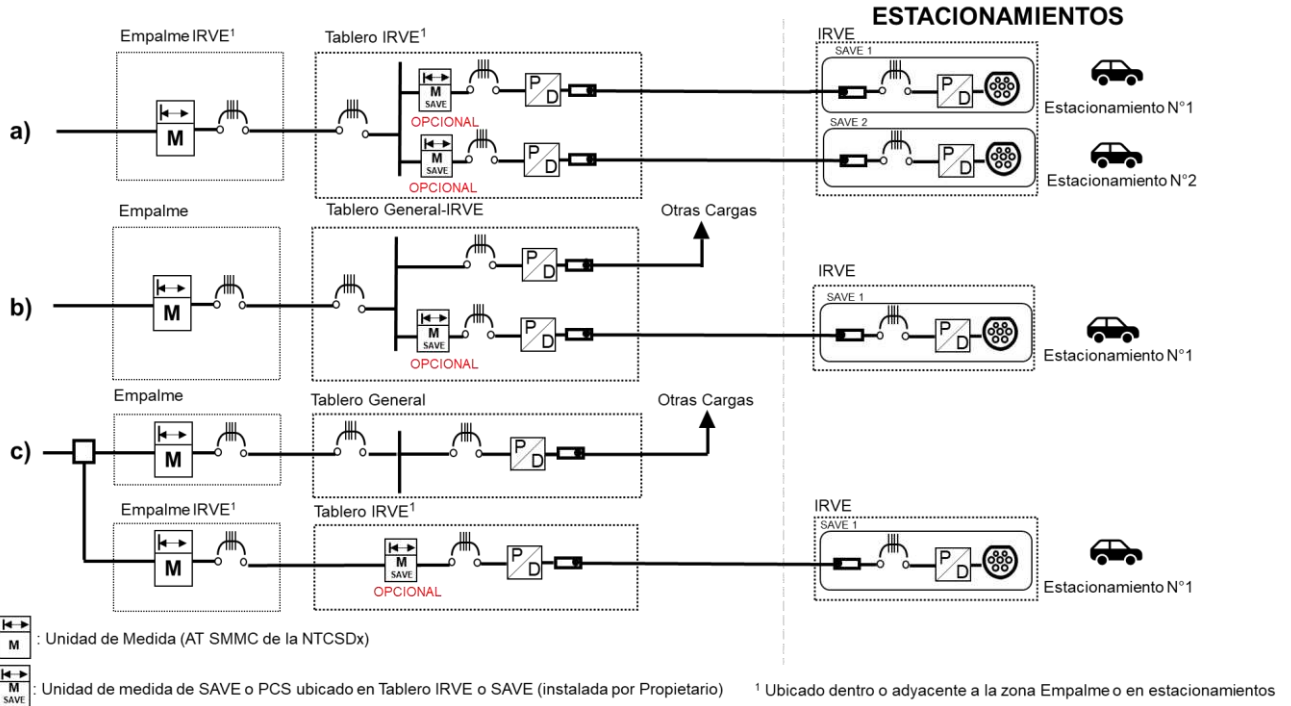 ESTACIONAMIENTOS
Empalme IRVE¹
Tablero IRVE¹
IRVE
SAVE 1
a)
M
M
SAVE
P
D
OPCIONAL
P
D
Estacionamiento N°1
SAVE 2
M
SAVE
P
D
OPCIONAL
P
D
Estacionamiento N°2
Empalme
Tablero General-IRVE
Otras Cargas
b)
M
P
D
IRVE
SAVE 1
M
SAVE
P
D
OPCIONAL
P
D
Estacionamiento N°1
Empalme
Tablero General
Otras Cargas
c)
M
P
D
Empalme IRVE¹
Tablero IRVE¹
IRVE
SAVE 1
M
M
SAVE
P
D
OPCIONAL
P
D
Estacionamiento N°1
M
: Unidad de Medida (AT SMMC de la NTCSDx)
M
SAVE
: Unidad de medida de SAVE o PCS ubicado en Tablero IRVE o SAVE (instalada por Propietario)
¹ Ubicado dentro o adyacente a la zona Empalme o en estacionamientos